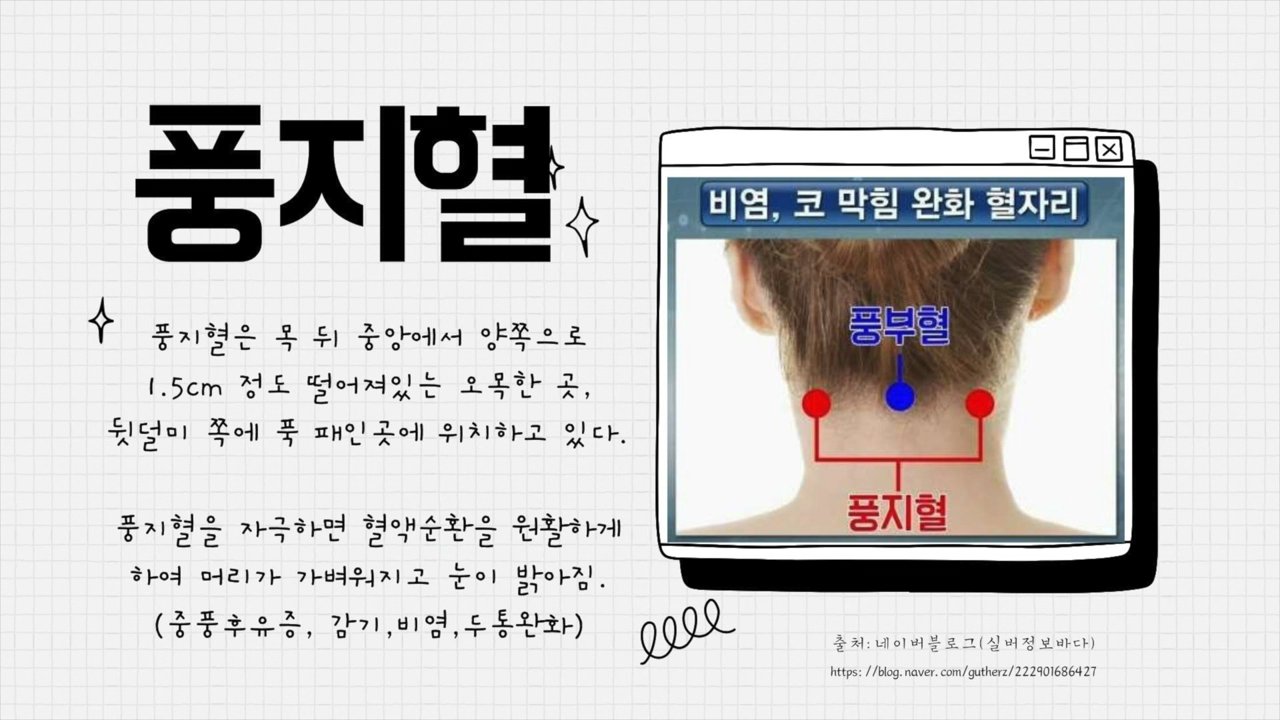 풍지혈
풍지혈은 목 뒤 중앙에서 양쪽으로
1.5cm 정도 떨어져있는 오목한 곳,
뒷덜미 쪽에 푹 패인곳에 위치하고 있다.
풍지혈을 자극하면 혈액순환을 원활하게
하여 머리가 가벼워지고 눈이 밝아짐.
(중풍후유증, 감기,비염,두통완화)
비염, 코 막힘 완화 혈자리
풍부혈
풍지혈
출처: 네이버블로그(실버정보바다)
https: //blog.naver.com/gutherz/222901686427